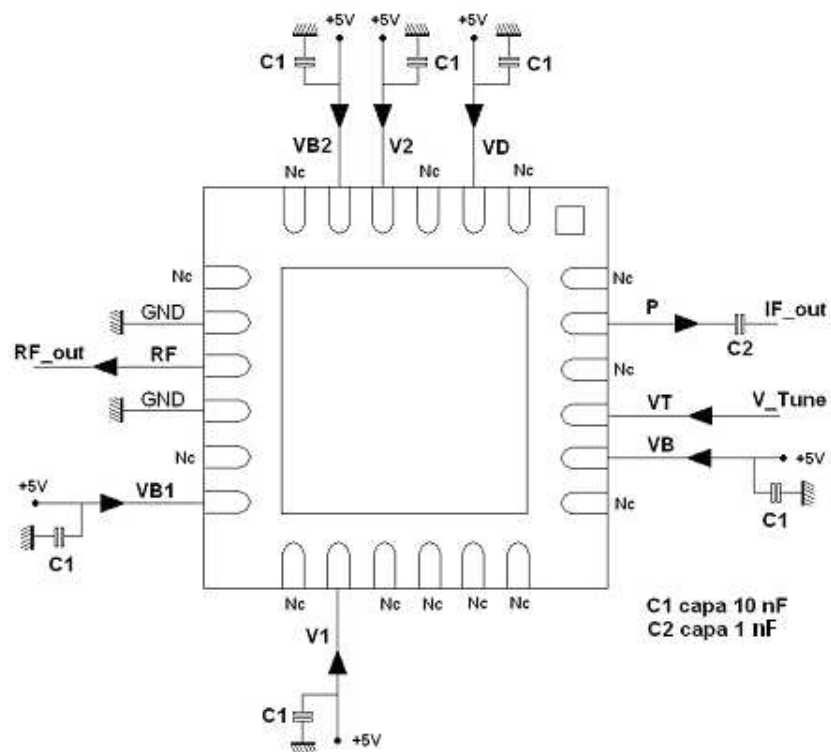 +5V +5V +5V
C1 C1 C1
VB2 V2 VD
Nc Nc Nc
Nc Nc
GND P IF_out
RF_out RF C2
Nc
GND VT V_Tune
Nc VB +5V
+5V VB1 Nc
C1 C1
Nc Nc Nc Nc Nc
C1 capa 10 nF
C2 capa 1 nF
V1
C1
+5V